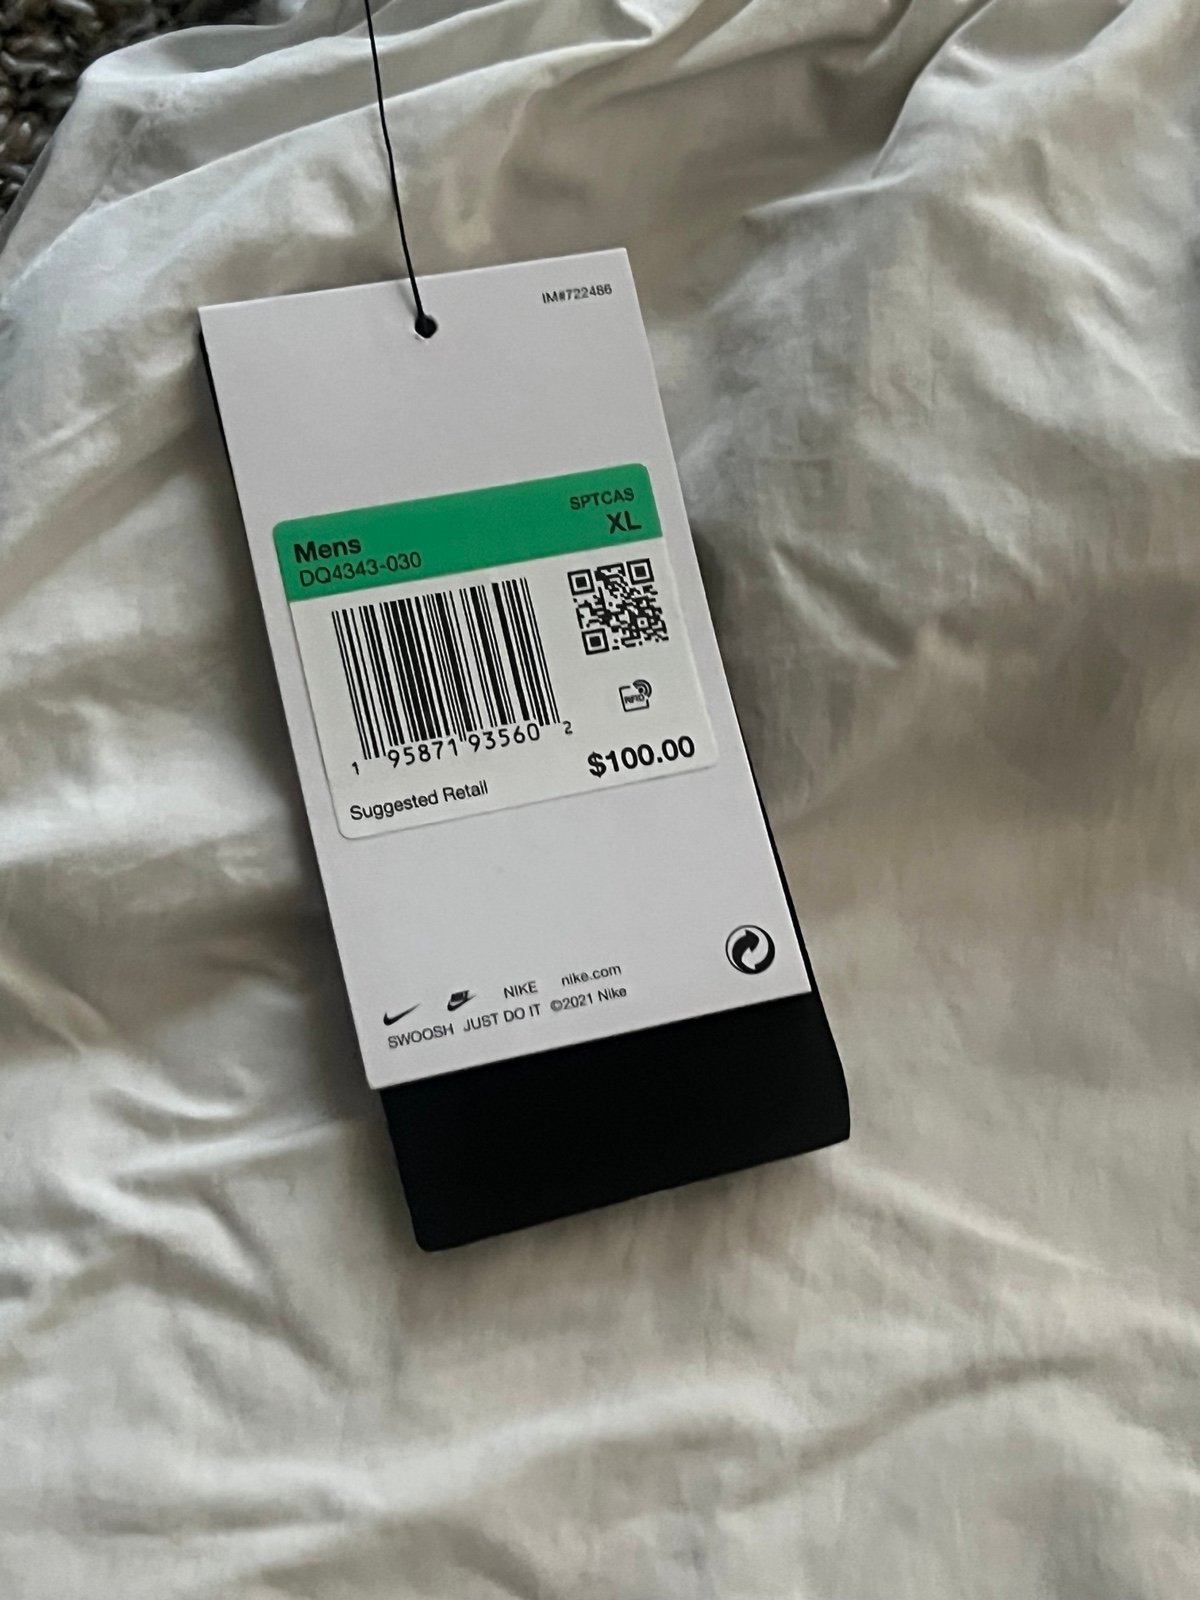 IM#722486
SPTCAS
Mens XL
DQ4343-030
RFID
1 95871 93560 2
$100.00
Suggested Retail
NIKE nike.com
SWOOSH JUST DO IT ©2021 Nike